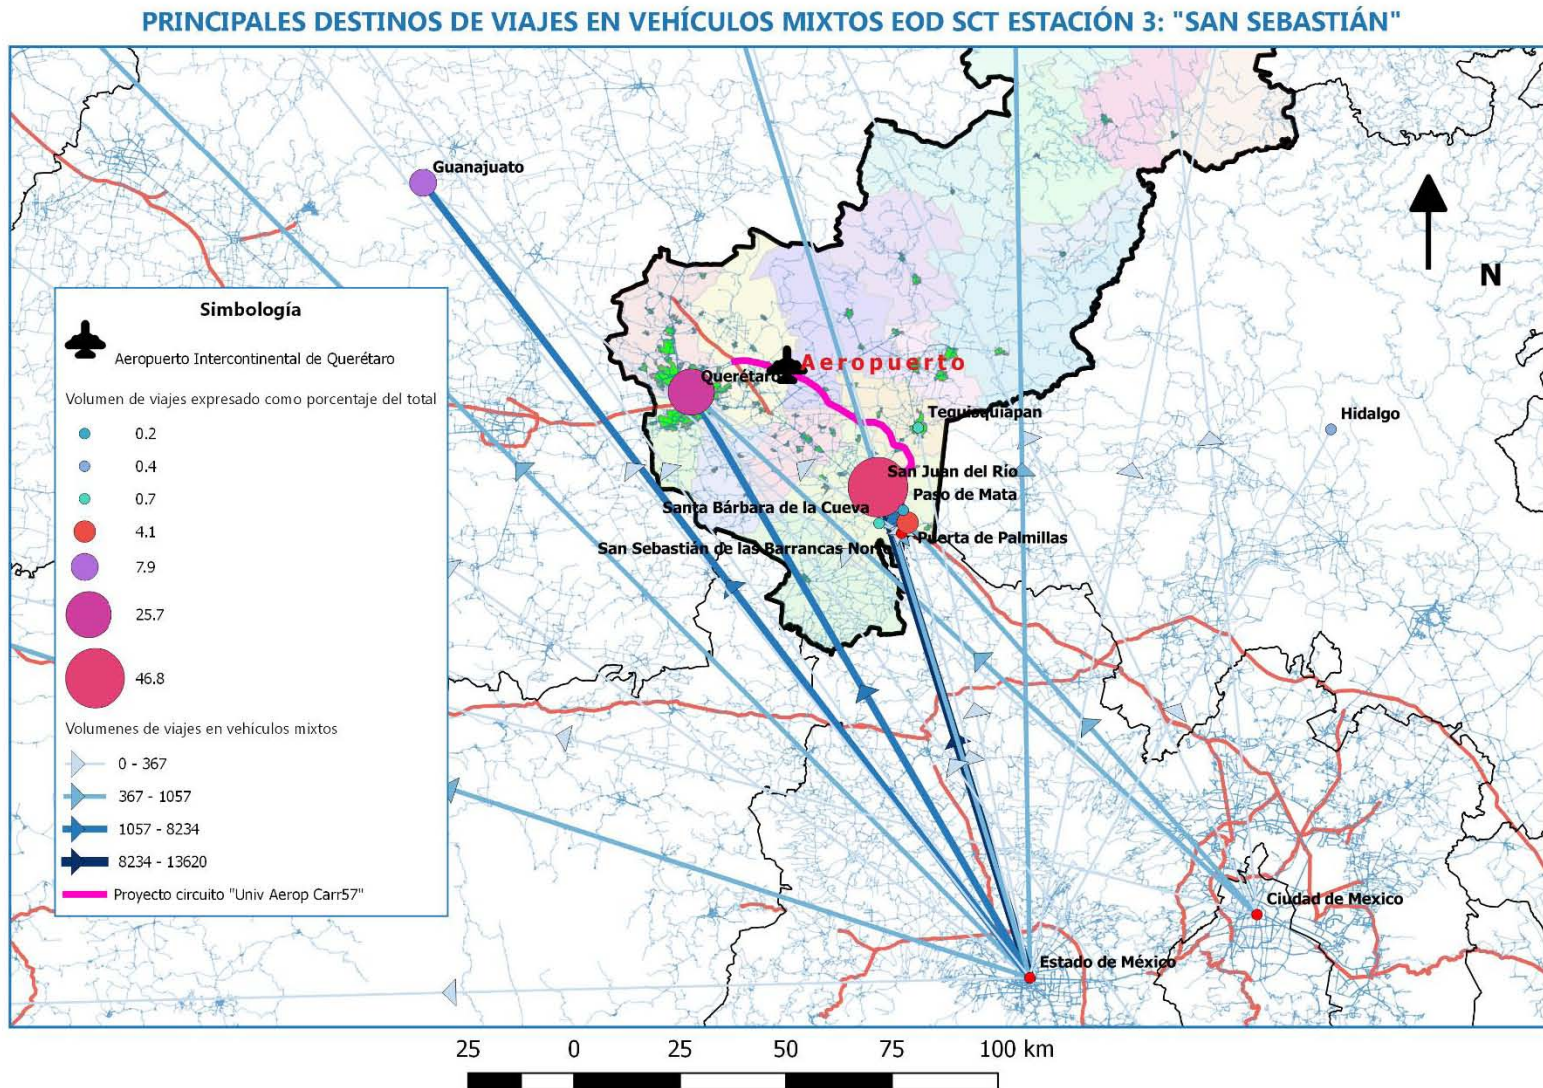 PRINCIPALES DESTINOS DE VIAJES EN VEHÍCULOS MIXTOS EOD SCT ESTACIÓN 3: "SAN SEBASTIÁN"
Guanajuato
N
Simbología
Aeropuerto Intercontinental de Querétaro
Volumen de viajes expresado como porcentaje del total
0.2
0.4
0.7
4.1
7.9
25.7
46.8
Volumenes de viajes en vehículos mixtos
0 - 367
367 - 1057
1057 - 8234
8234 - 13620
Proyecto circuito "Univ Aerop Carr57"
Aeropuerto
Querétaro
Tequisquiapan
Hidalgo
San Juan del Río
Paso de Mata
Santa Bárbara de la Cueva
Puerta de Palmillas
San Sebastián de las Barrancas Norte
Ciudad de Mexico
Estado de México
25 0 25 50 75 100 km